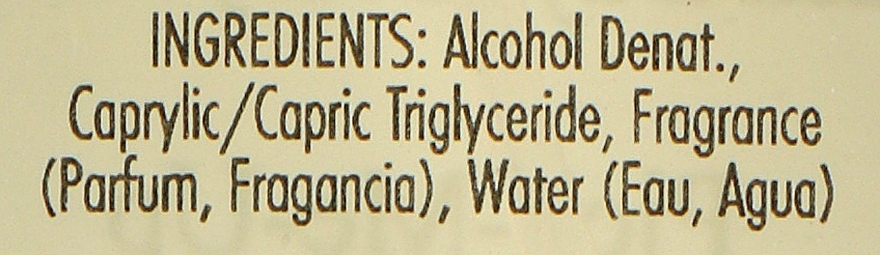 INGREDIENTS: Alcohol Denat.,
Caprylic/Capric Triglyceride, Fragrance
(Parfum, Fragancia), Water (Eau, Agua)